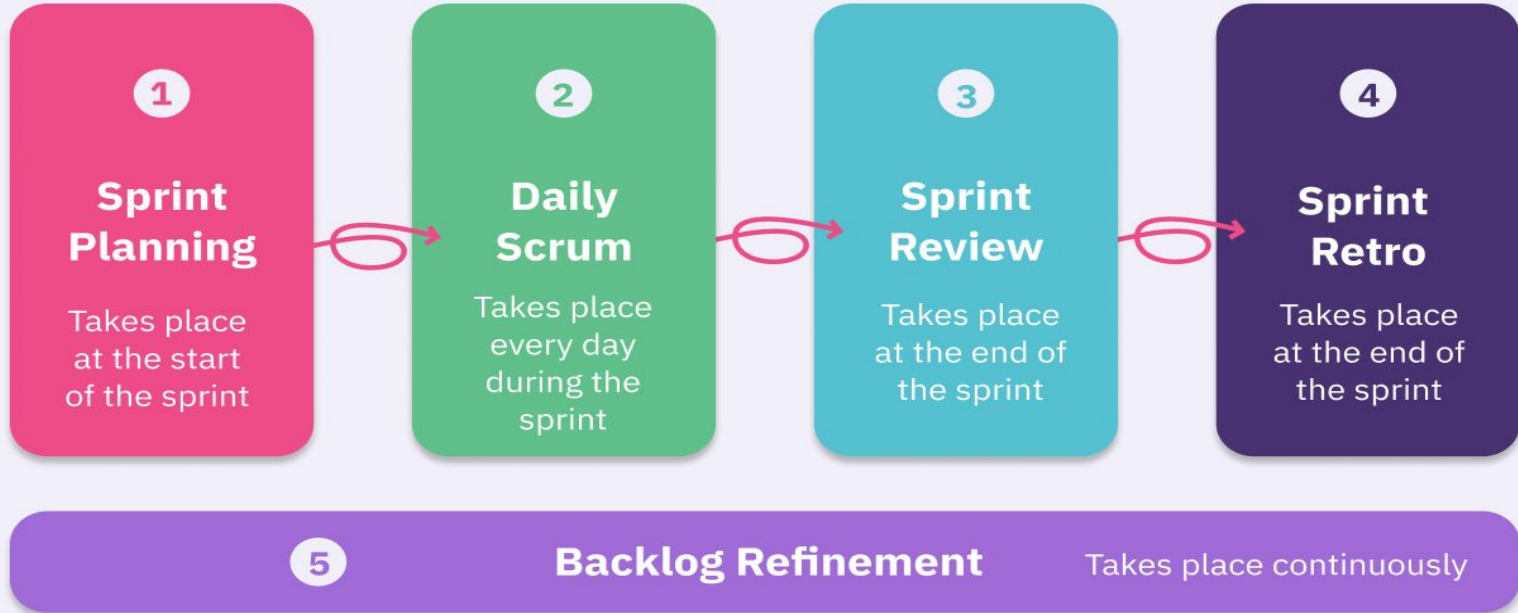 1
Sprint
Planning
Takes place
at the start
of the sprint
2
Daily
Scrum
Takes place
every day
during the
sprint
3
Sprint
Review
Takes place
at the end of
the sprint
4
Sprint
Retro
Takes place
at the end of
the sprint
5 Backlog Refinement Takes place continuously